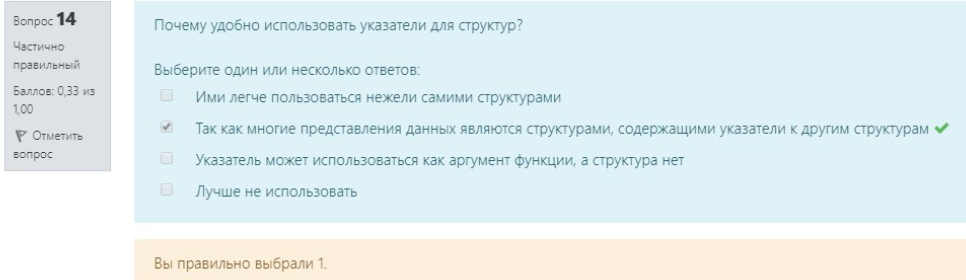 Вопрос 14
Частично
правильный
Баллов: 0,33 из
1,00
Отметить
вопрос
Почему удобно использовать указатели для структур?
Выберите один или несколько ответов:
Ими легче пользоваться нежели самими структурами
Так как многие представления данных являются структурами, содержащими указатели к другим структурам
Указатель может использоваться как аргумент функции, а структура нет
Лучше не использовать
Вы правильно выбрали 1.